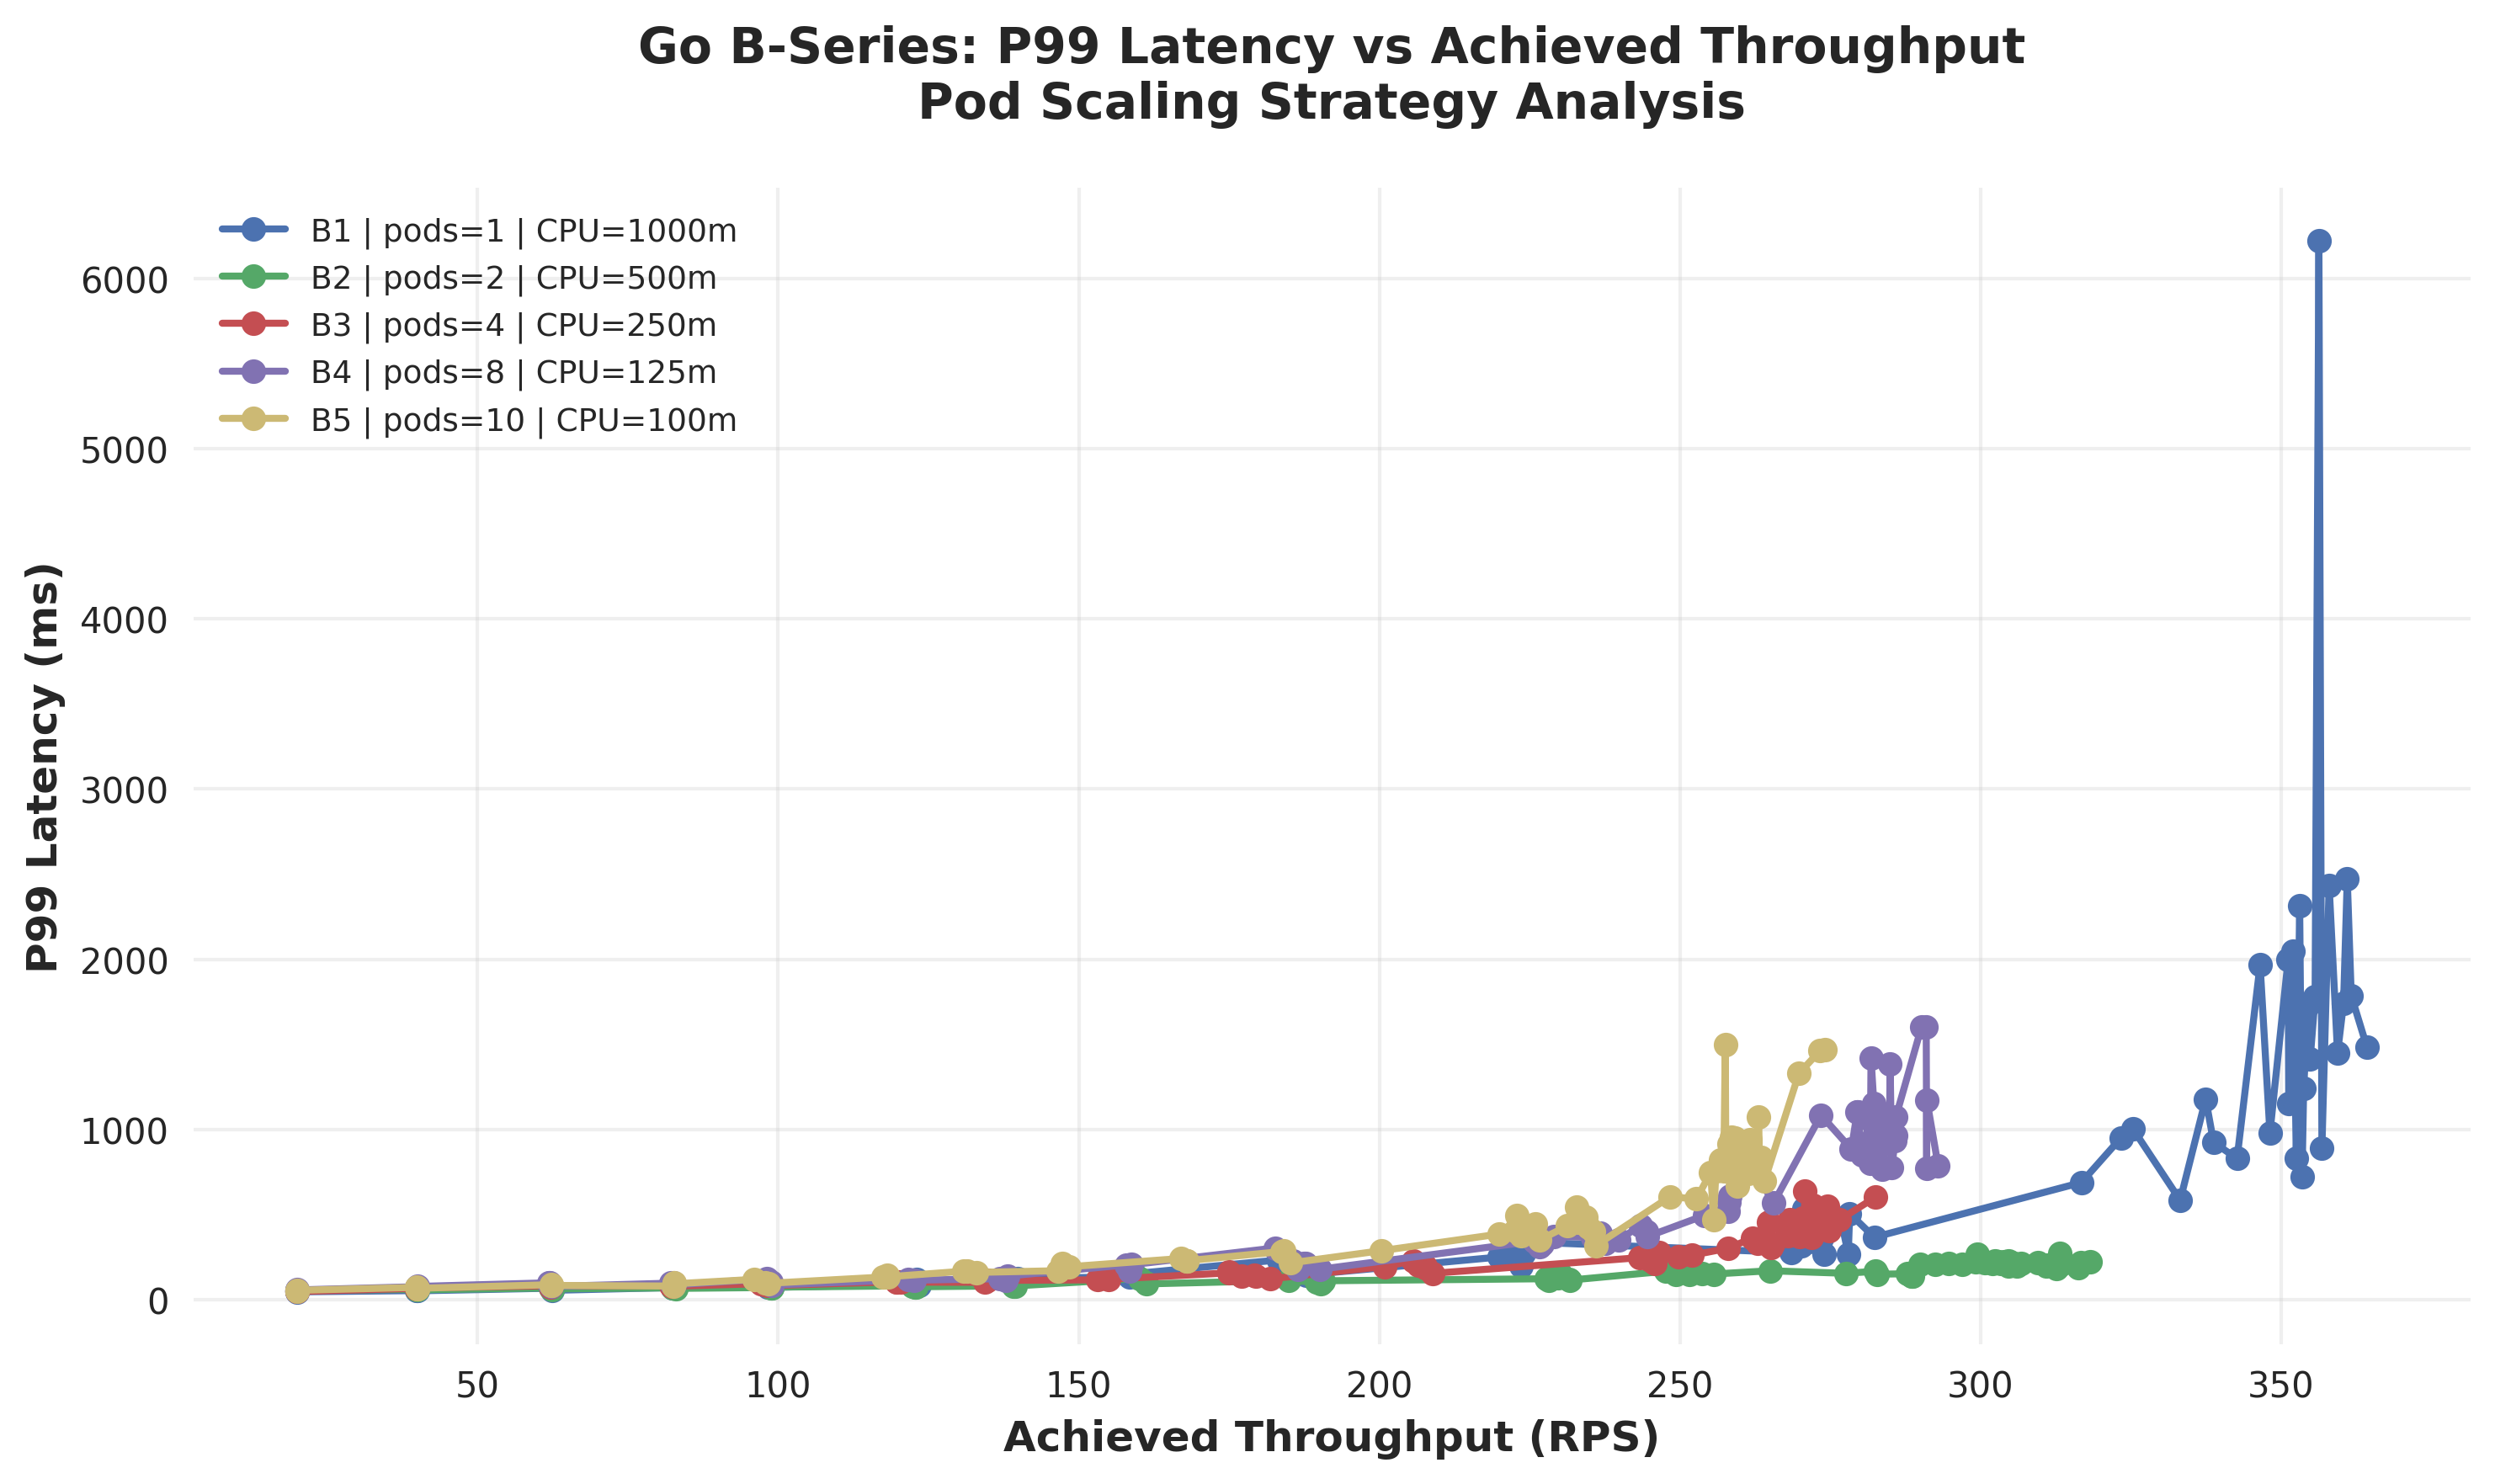 Go B-Series: P99 Latency vs Achieved Throughput
Pod Scaling Strategy Analysis
B1 | pods=1 | CPU=1000m
B2 | pods=2 | CPU=500m
B3 | pods=4 | CPU=250m
B4 | pods=8 | CPU=125m
B5 | pods=10 | CPU=100m
P99 Latency (ms)
6000
5000
4000
3000
2000
1000
0
50 100 150 200 250 300 350
Achieved Throughput (RPS)